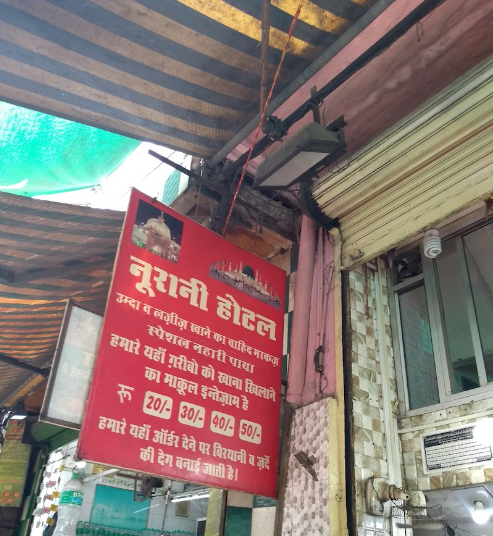 नूरानी होटल
उम्दा व लज़ीज़ खाने का वाहिद मरकज़
स्पेशल नहारी पाया
हमारे यहाँ ग़रीबो को खाना खिलाने
का माकूल इन्तेज़ाम है
रू 20/- 30/- 40/- 50/-
हमारे यहाँ ऑर्डर देने पर बिरयानी व ज़र्दे
की देग बनाई जाती है।